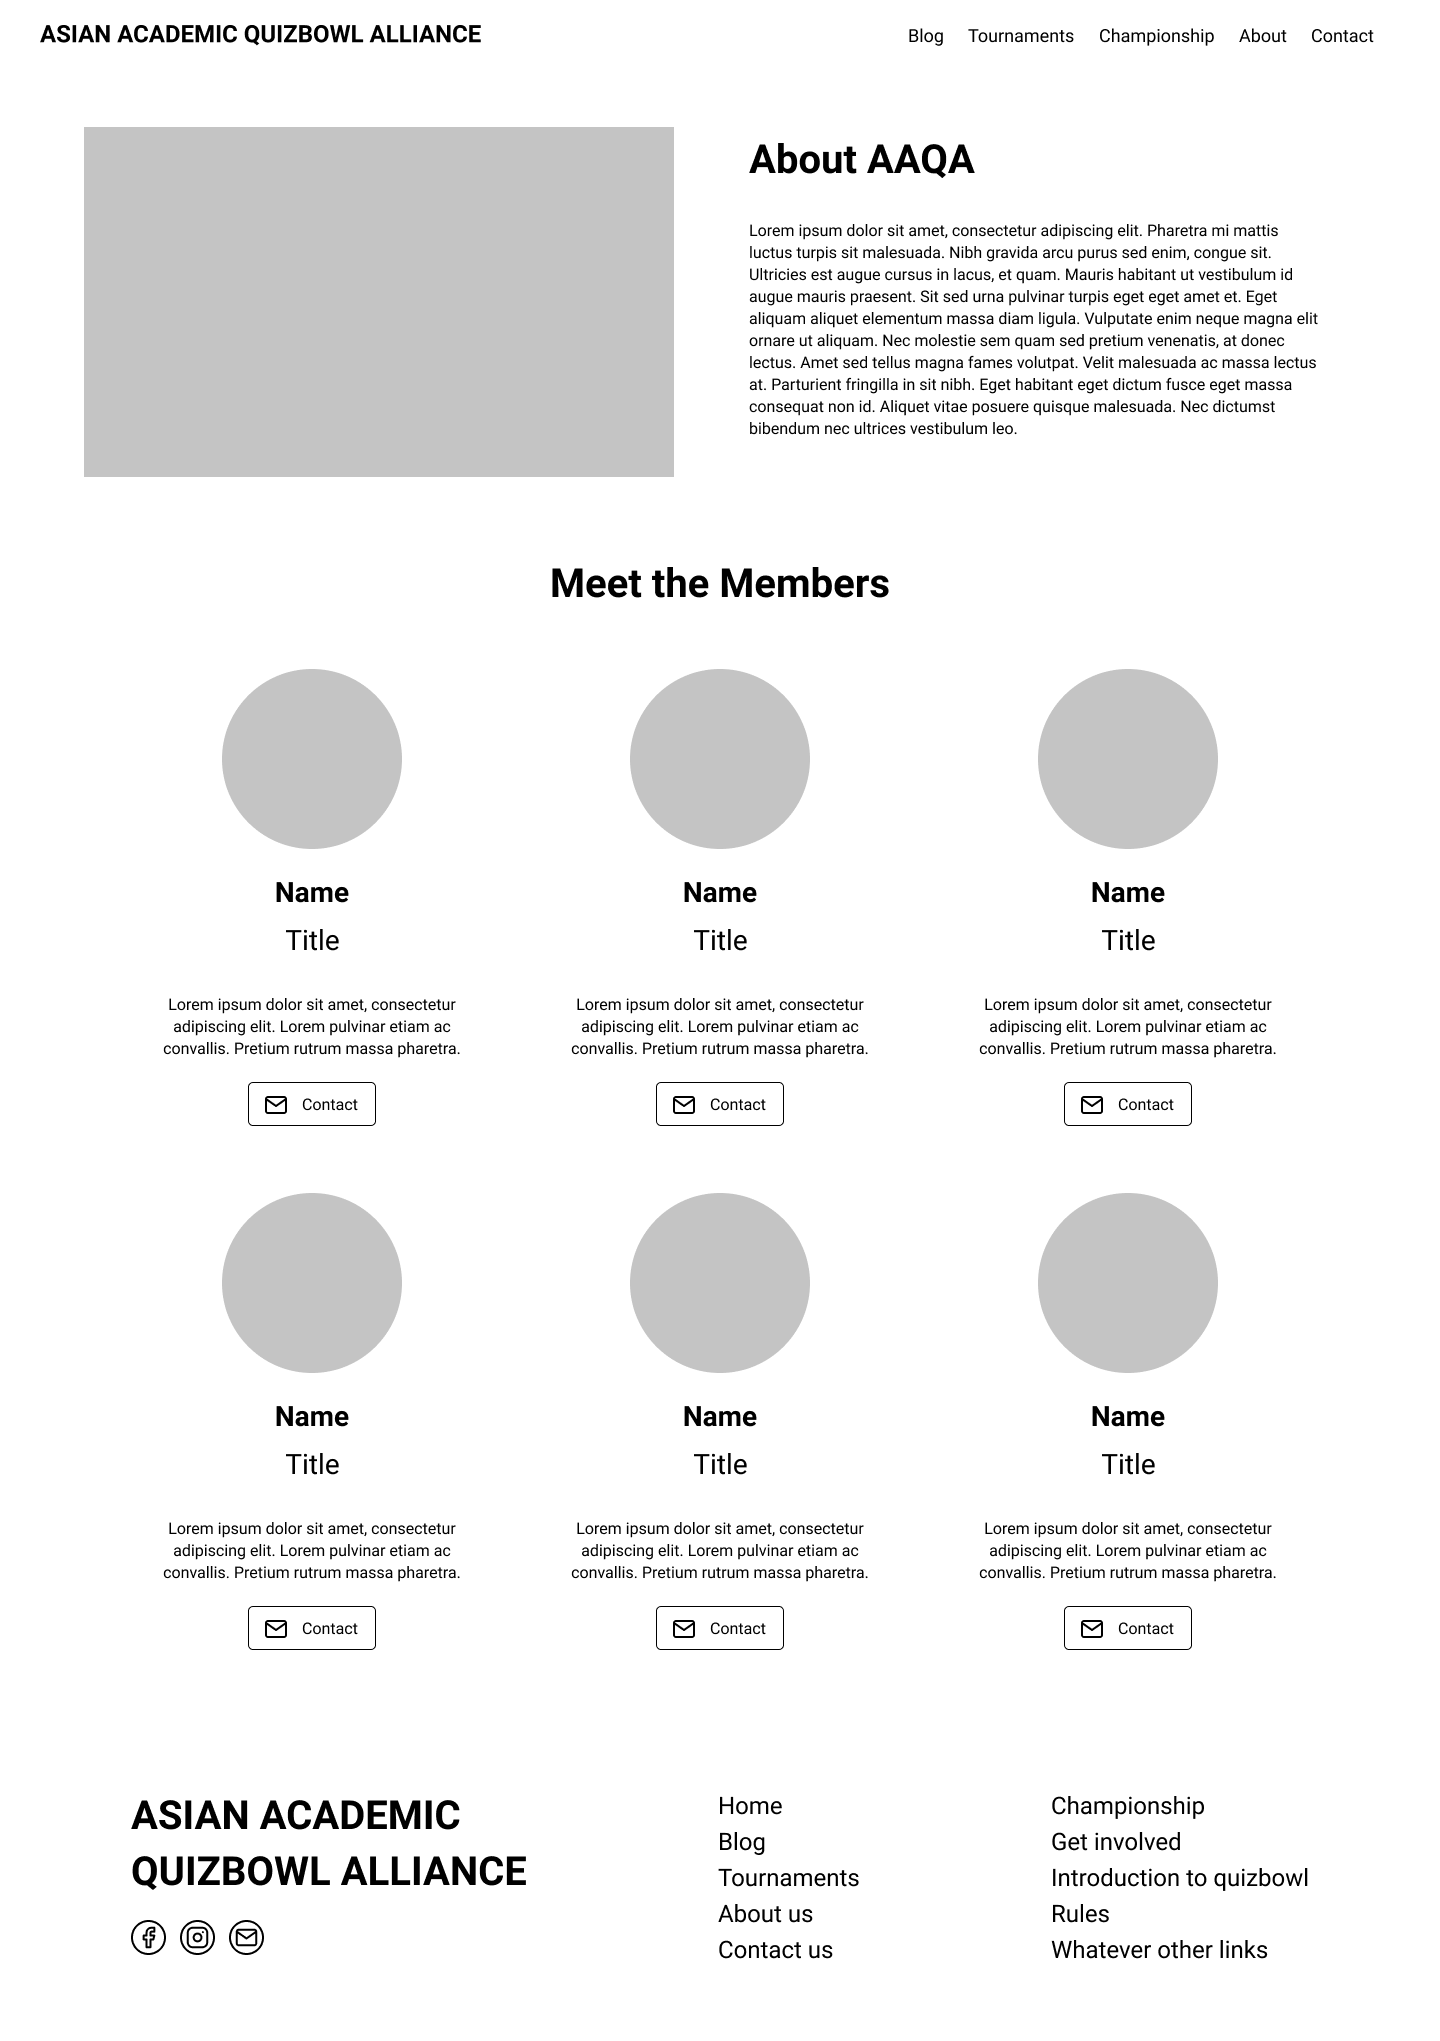 ASIAN ACADEMIC QUIZBOWL ALLIANCE
Blog Tournaments Championship About Contact
About AAQA
Lorem ipsum dolor sit amet, consectetur adipiscing elit. Pharetra mi mattis
luctus turpis sit malesuada. Nibh gravida arcu purus sed enim, congue sit.
Ultricies est augue cursus in lacus, et quam. Mauris habitant ut vestibulum id
augue mauris praesent. Sit sed urna pulvinar turpis eget eget amet et. Eget
aliquam aliquet elementum massa diam ligula. Vulputate enim neque magna elit
ornare ut aliquam. Nec molestie sem quam sed pretium venenatis, at donec
lectus. Amet sed tellus magna fames volutpat. Velit malesuada ac massa lectus
at. Parturient fringilla in sit nibh. Eget habitant eget dictum fusce eget massa
consequat non id. Aliquet vitae posuere quisque malesuada. Nec dictumst
bibendum nec ultrices vestibulum leo.
Meet the Members
Name
Title
Lorem ipsum dolor sit amet, consectetur
adipiscing elit. Lorem pulvinar etiam ac
convallis. Pretium rutrum massa pharetra.
Contact
Name
Title
Lorem ipsum dolor sit amet, consectetur
adipiscing elit. Lorem pulvinar etiam ac
convallis. Pretium rutrum massa pharetra.
Contact
Name
Title
Lorem ipsum dolor sit amet, consectetur
adipiscing elit. Lorem pulvinar etiam ac
convallis. Pretium rutrum massa pharetra.
Contact
Name
Title
Lorem ipsum dolor sit amet, consectetur
adipiscing elit. Lorem pulvinar etiam ac
convallis. Pretium rutrum massa pharetra.
Contact
Name
Title
Lorem ipsum dolor sit amet, consectetur
adipiscing elit. Lorem pulvinar etiam ac
convallis. Pretium rutrum massa pharetra.
Contact
Name
Title
Lorem ipsum dolor sit amet, consectetur
adipiscing elit. Lorem pulvinar etiam ac
convallis. Pretium rutrum massa pharetra.
Contact
ASIAN ACADEMIC
QUIZBOWL ALLIANCE
Home
Blog
Tournaments
About us
Contact us
Championship
Get involved
Introduction to quizbowl
Rules
Whatever other links